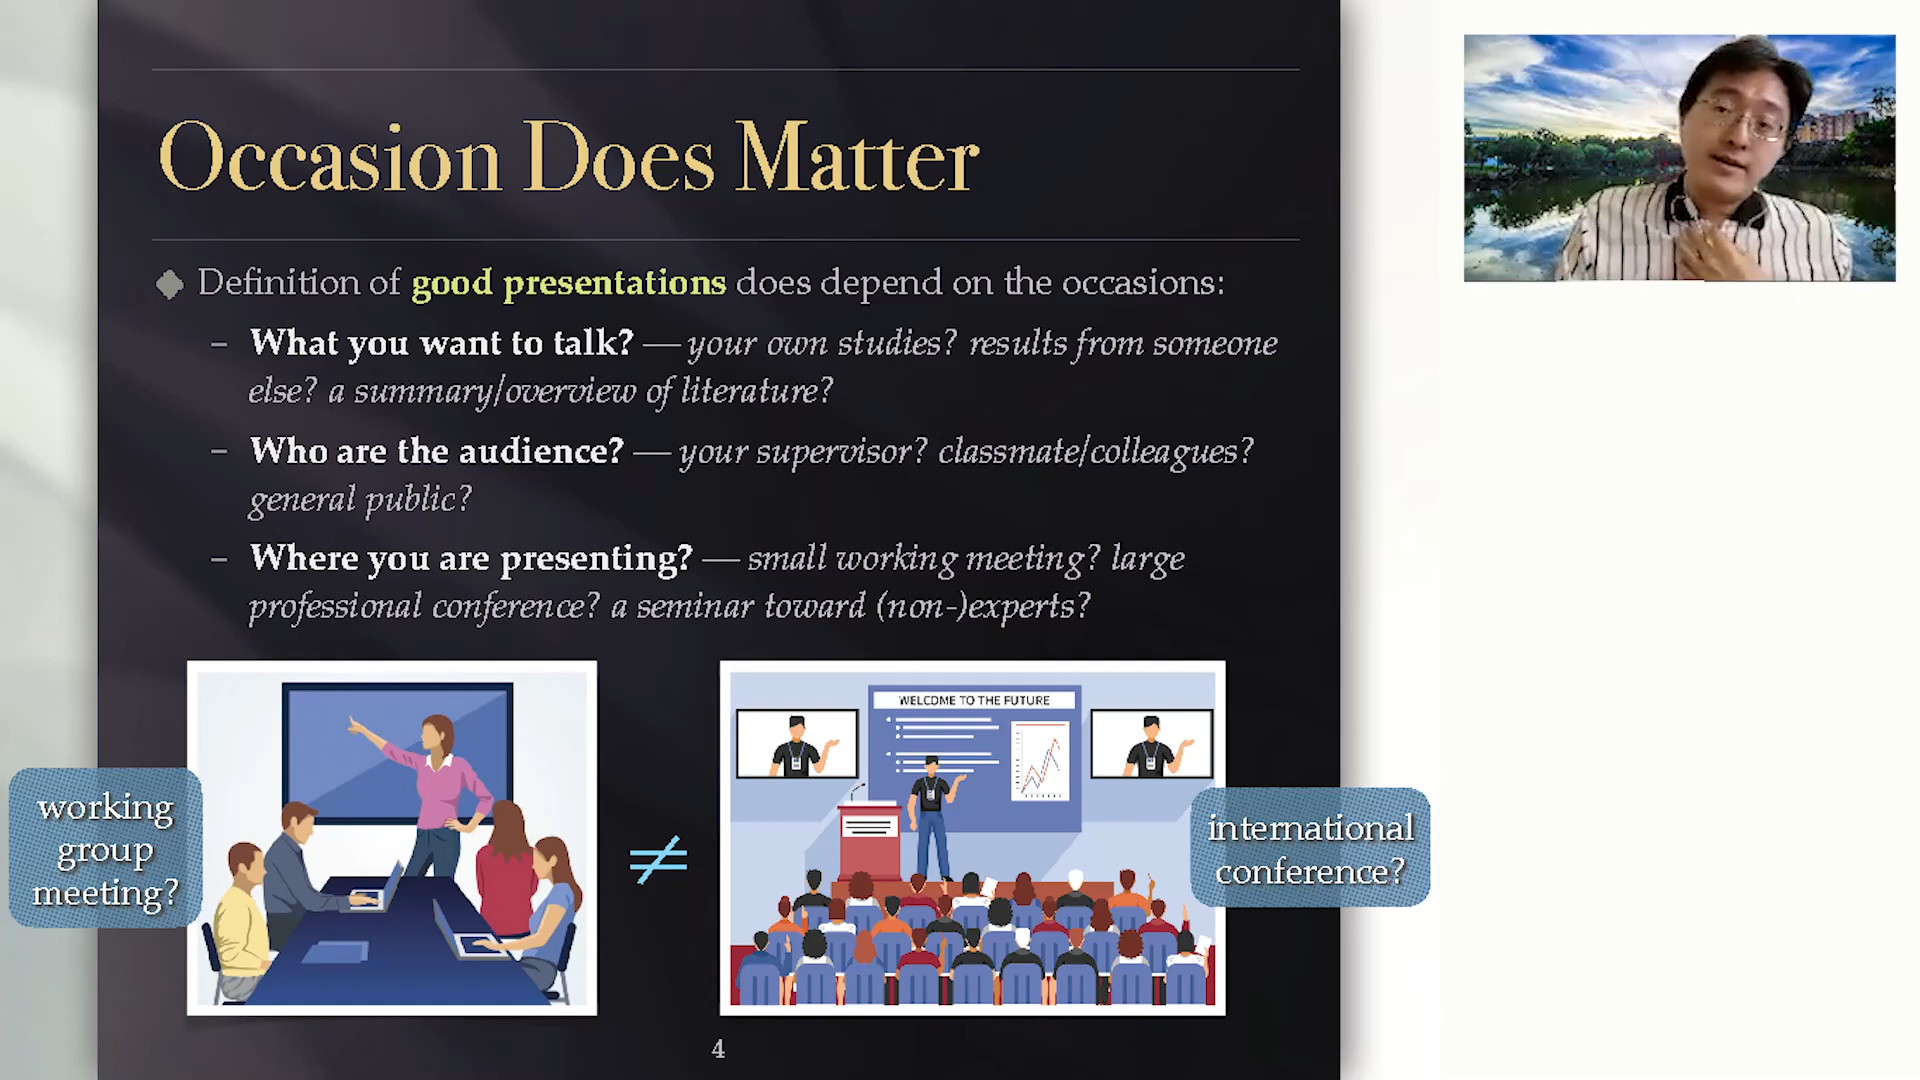 Occasion Does Matter
◆ Definition of good presentations does depend on the occasions:
– What you want to talk? — your own studies? results from someone
else? a summary/overview of literature?
– Who are the audience? — your supervisor? classmate/colleagues?
general public?
– Where you are presenting? — small working meeting? large
professional conference? a seminar toward (non-)experts?
working
group
meeting?
≠
WELCOME TO THE FUTURE
international
conference?
4